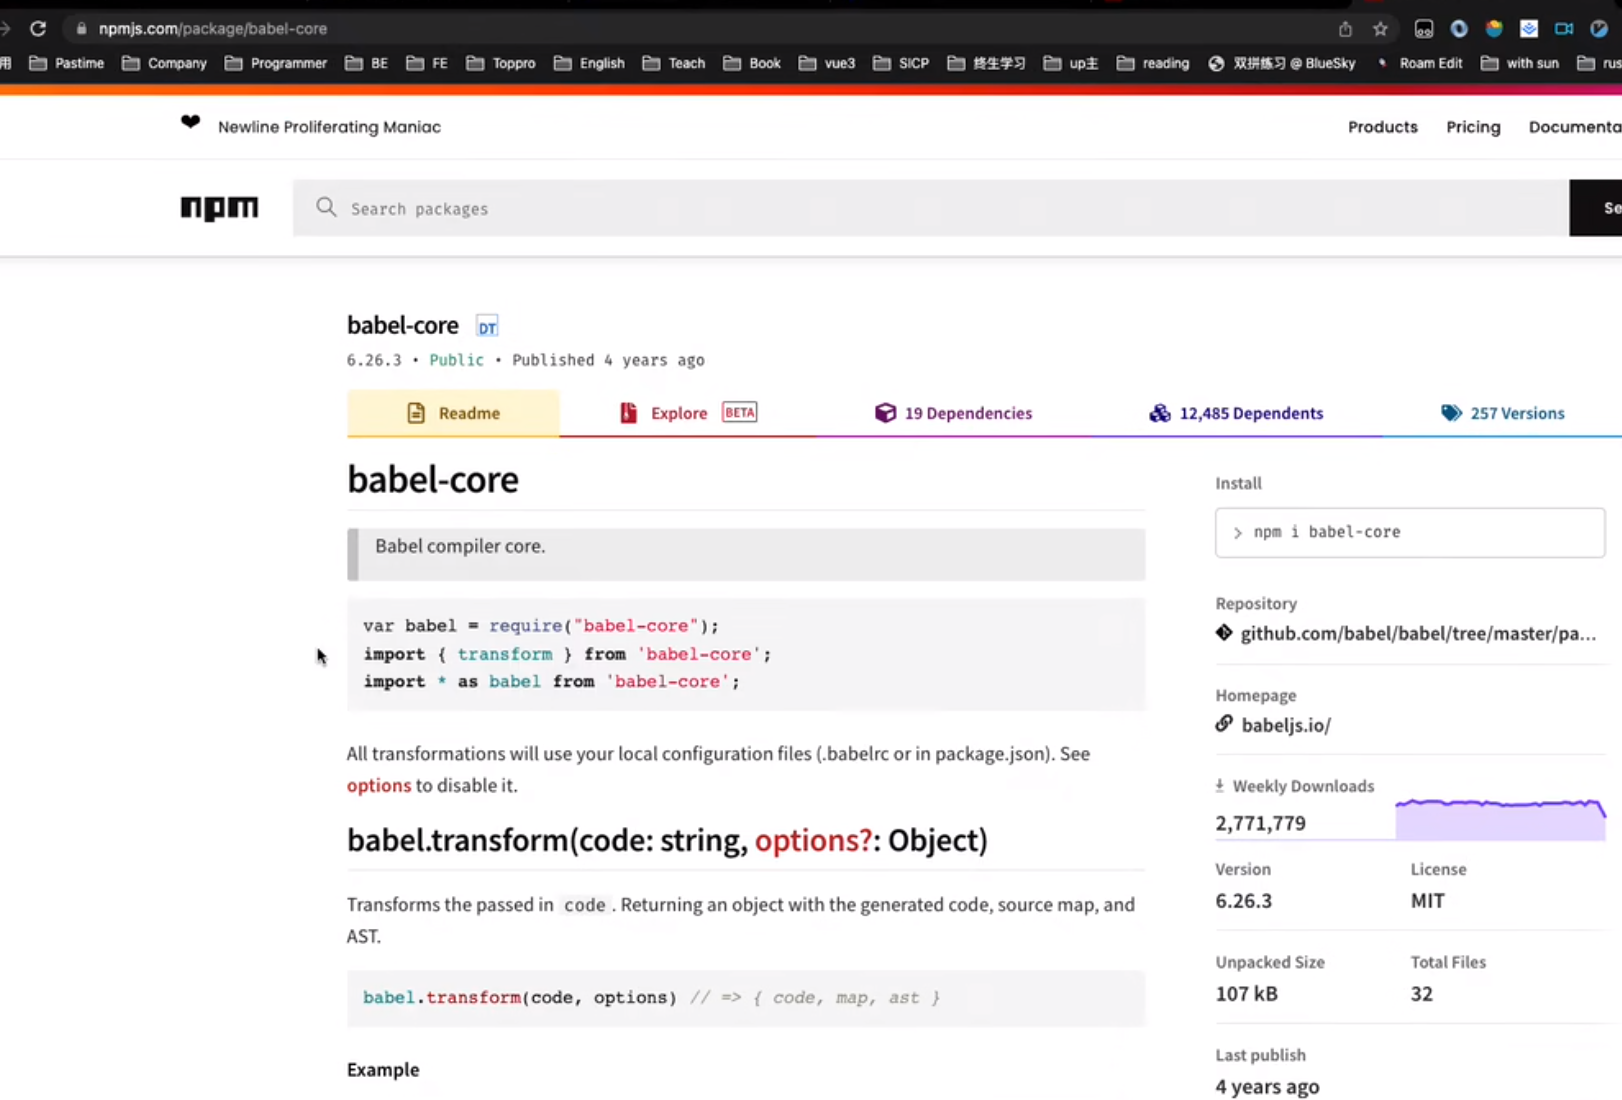 npmjs.com/package/babel-core
用 Pastime Company Programmer BE FE Toppro English Teach Book vue3 SICP 终生学习 up主 reading 双拼练习 @ BlueSky Roam Edit with sun rus
Newline Proliferating Maniac
Products Pricing Documenta
npm
Search packages
Se
babel-core DT
6.26.3 • Public • Published 4 years ago
Readme
Explore BETA
19 Dependencies
12,485 Dependents
257 Versions
babel-core
Babel compiler core.
var babel = require("babel-core");
import { transform } from 'babel-core';
import * as babel from 'babel-core';
All transformations will use your local configuration files (.babelrc or in package.json). See
options to disable it.
babel.transform(code: string, options?: Object)
Transforms the passed in code. Returning an object with the generated code, source map, and
AST.
babel.transform(code, options) // => { code, map, ast }
Example
Install
> npm i babel-core
Repository
github.com/babel/babel/tree/master/pa...
Homepage
babeljs.io/
Weekly Downloads
2,771,779
Version
6.26.3
License
MIT
Unpacked Size
107 kB
Total Files
32
Last publish
4 years ago